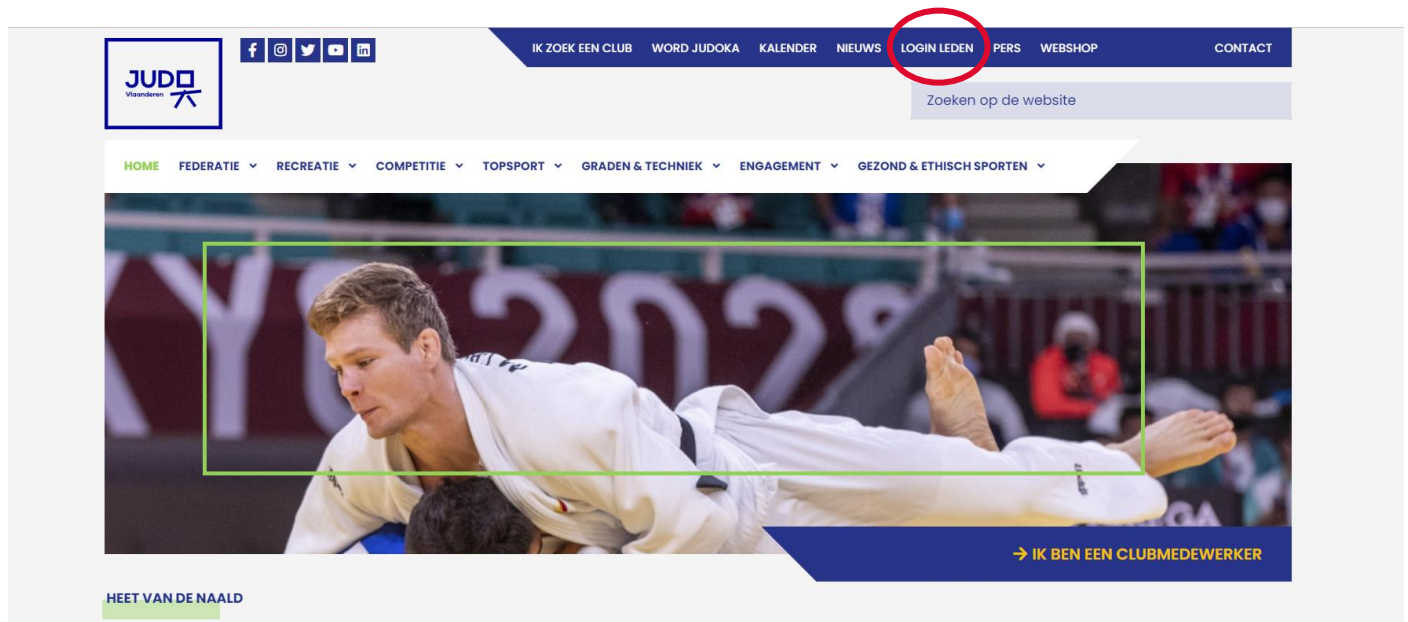 IK ZOEK EEN CLUB WORD JUDOKA KALENDER NIEUWS LOGIN LEDEN PERS WEBSHOP CONTACT
JUDO
Vlaanderen
Zoeken op de website
HOME FEDERATIE RECREATIE COMPETITIE TOPSPORT GRADEN & TECHNIEK ENGAGEMENT GEZOND & ETHISCH SPORTEN
→ IK BEN EEN CLUBMEDEWERKER
HEET VAN DE NAALD